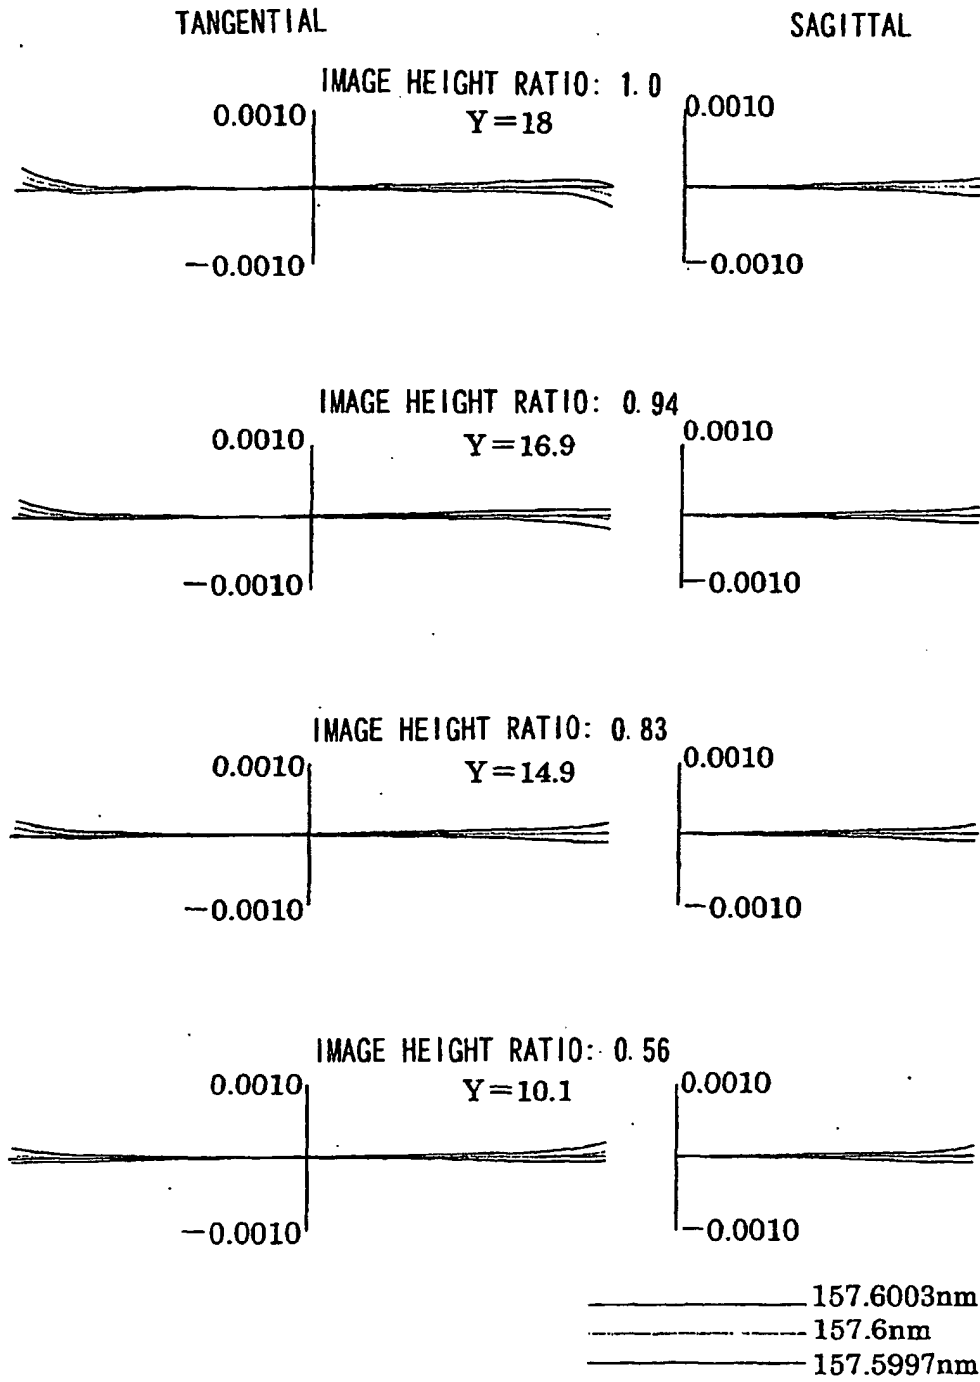 TANGENTIAL
SAGITTAL
IMAGE HEIGHT RATIO: 1.0
0.0010
Y=18
0.0010
−0.0010
−0.0010
IMAGE HEIGHT RATIO: 0.94
0.0010
Y=16.9
0.0010
−0.0010
−0.0010
IMAGE HEIGHT RATIO: 0.83
0.0010
Y=14.9
0.0010
−0.0010
−0.0010
IMAGE HEIGHT RATIO: 0.56
0.0010
Y=10.1
0.0010
−0.0010
−0.0010
157.6003nm
157.6nm
157.5997nm